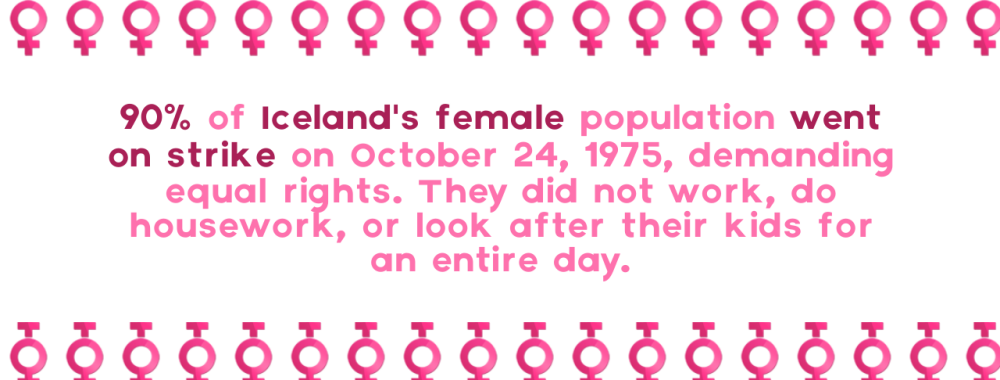 90% of Iceland's female population went
on strike on October 24, 1975, demanding
equal rights. They did not work, do
housework, or look after their kids for
an entire day.